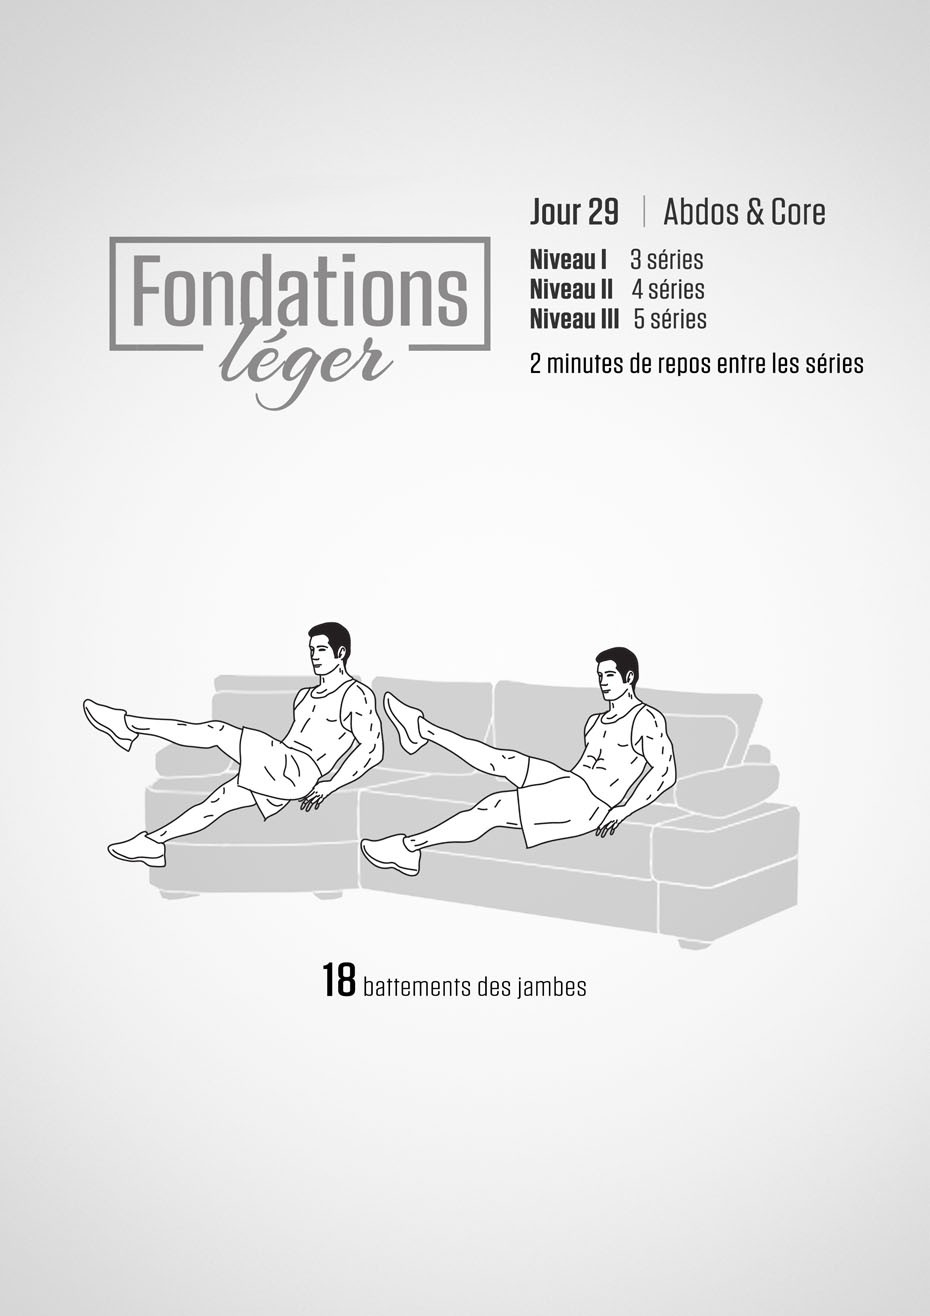 Fondations
léger
Jour 29 | Abdos & Core
Niveau I 3 séries
Niveau II 4 séries
Niveau III 5 séries
2 minutes de repos entre les séries
18 battements des jambes